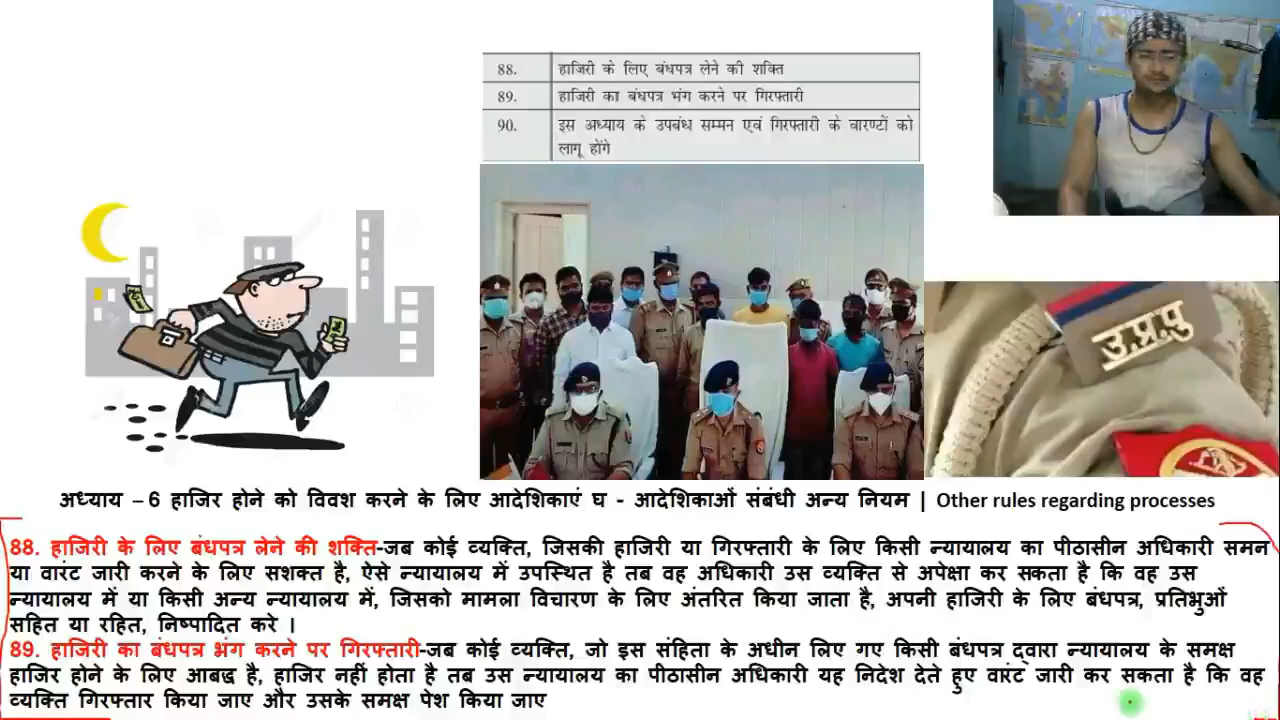 88. हाजिरी के लिए बंधपत्र लेने की शक्ति
89. हाजिरी का बंधपत्र भंग करने पर गिरफ्तारी
90. इस अध्याय के उपबंध सम्मन एवं गिरफ्तारी के वारण्टों को
लागू होंगे
उ.प्र.पु
अध्याय – 6 हाजिर होने को विवश करने के लिए आदेशिकाएं घ - आदेशिकाओं संबंधी अन्य नियम | Other rules regarding processes
88. हाजिरी के लिए बंधपत्र लेने की शक्ति-जब कोई व्यक्ति, जिसकी हाजिरी या गिरफ्तारी के लिए किसी न्यायालय का पीठासीन अधिकारी समन
या वारंट जारी करने के लिए सशक्त है, ऐसे न्यायालय में उपस्थित है तब वह अधिकारी उस व्यक्ति से अपेक्षा कर सकता है कि वह उस
न्यायालय में या किसी अन्य न्यायालय में, जिसको मामला विचारण के लिए अंतरित किया जाता है, अपनी हाजिरी के लिए बंधपत्र, प्रतिभुओं
सहित या रहित, निष्पादित करे ।
89. हाजिरी का बंधपत्र भंग करने पर गिरफ्तारी-जब कोई व्यक्ति, जो इस संहिता के अधीन लिए गए किसी बंधपत्र द्वारा न्यायालय के समक्ष
हाजिर होने के लिए आबद्ध है, हाजिर नहीं होता है तब उस न्यायालय का पीठासीन अधिकारी यह निदेश देते हुए वारंट जारी कर सकता है कि वह
व्यक्ति गिरफ्तार किया जाए और उसके समक्ष पेश किया जाए